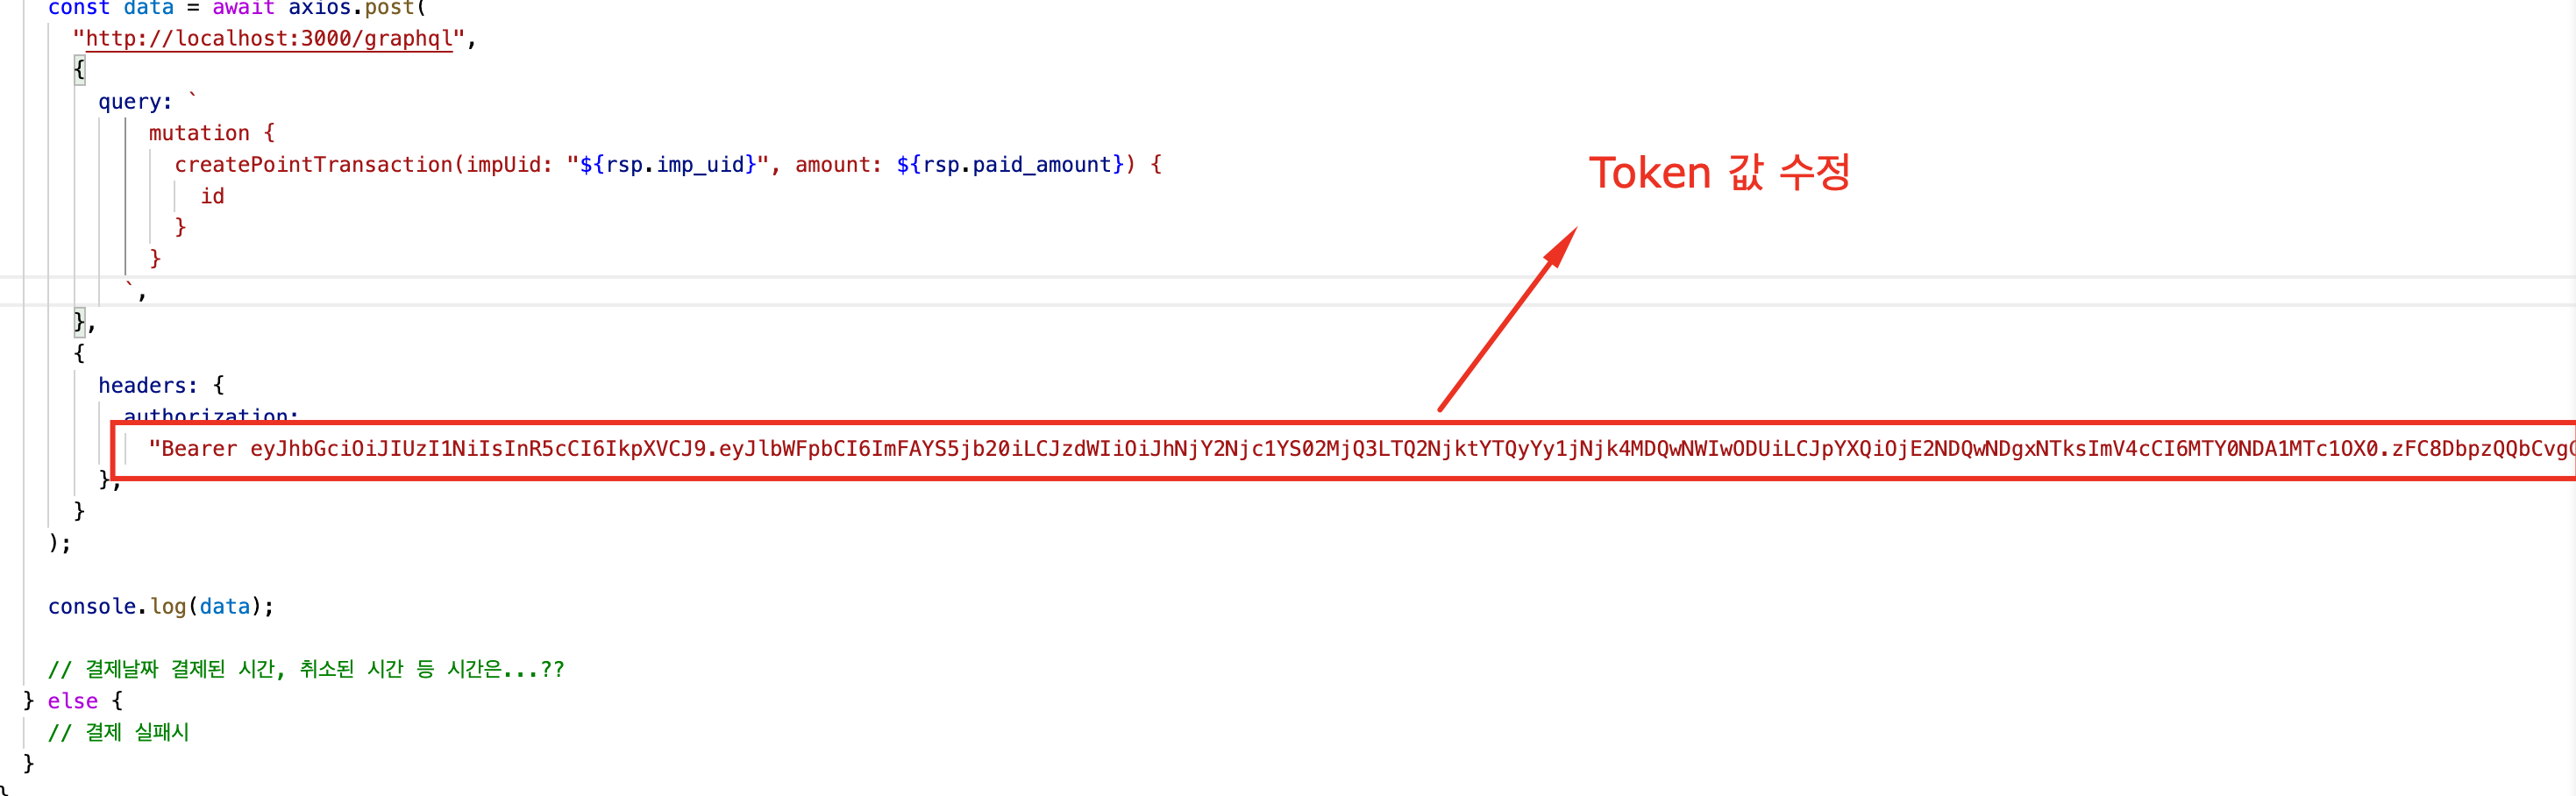 const data = await axios.post(
"http://localhost:3000/graphql",
{
query: `
mutation {
createPointTransaction(impUid: "${rsp.imp_uid}", amount: ${rsp.paid_amount}) {
id
}
}
`,
},
{
headers: {
authorization:
"Bearer eyJhbGciOiJIUzI1NiIsInR5cCI6IkpXVCJ9.eyJlbWFpbCI6ImFAYS5jb20iLCJzdWIiOiJhNjY2Njc1YS02MjQ3LTQ2NjktYTQyYy1jNjk4MDQwNWIwODUiLCJpYXQiOjE2NDQwNDgxNTksImV4cCI6MTY0NDA1MTc1OX0.zFC8DbpzQQbCvg
},
}
);
console.log(data);
// 결제날짜 결제된 시간, 취소된 시간 등 시간은...??
} else {
// 결제 실패시
}
}
Token 값 수정